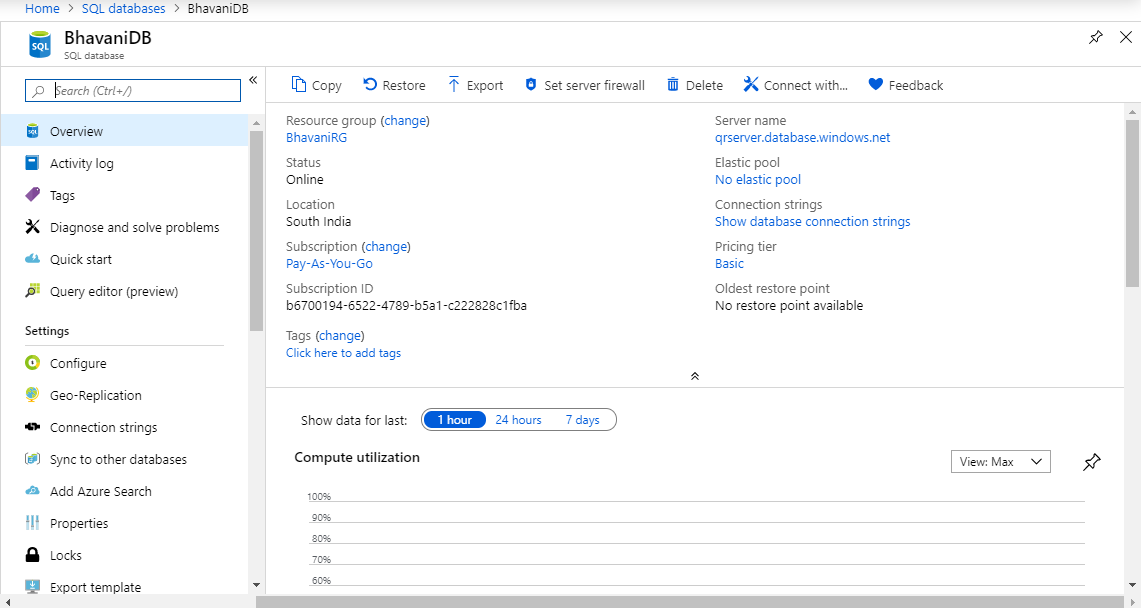 Home > SQL databases > BhavaniDB
BhavaniDB
SQL database
Search (Ctrl+/)
«
Overview
Activity log
Tags
Diagnose and solve problems
Quick start
Query editor (preview)
Settings
Configure
Geo-Replication
Connection strings
Sync to other databases
Add Azure Search
Properties
Locks
Export template
Copy Restore Export Set server firewall Delete Connect with... Feedback
Resource group (change)
BhavaniRG
Status
Online
Location
South India
Subscription (change)
Pay-As-You-Go
Subscription ID
b6700194-6522-4789-b5a1-c222828c1fba
Tags (change)
Click here to add tags
Server name
qrserver.database.windows.net
Elastic pool
No elastic pool
Connection strings
Show database connection strings
Pricing tier
Basic
Oldest restore point
No restore point available
Show data for last: 1 hour 24 hours 7 days
Compute utilization
View: Max
100%
90%
80%
70%
60%